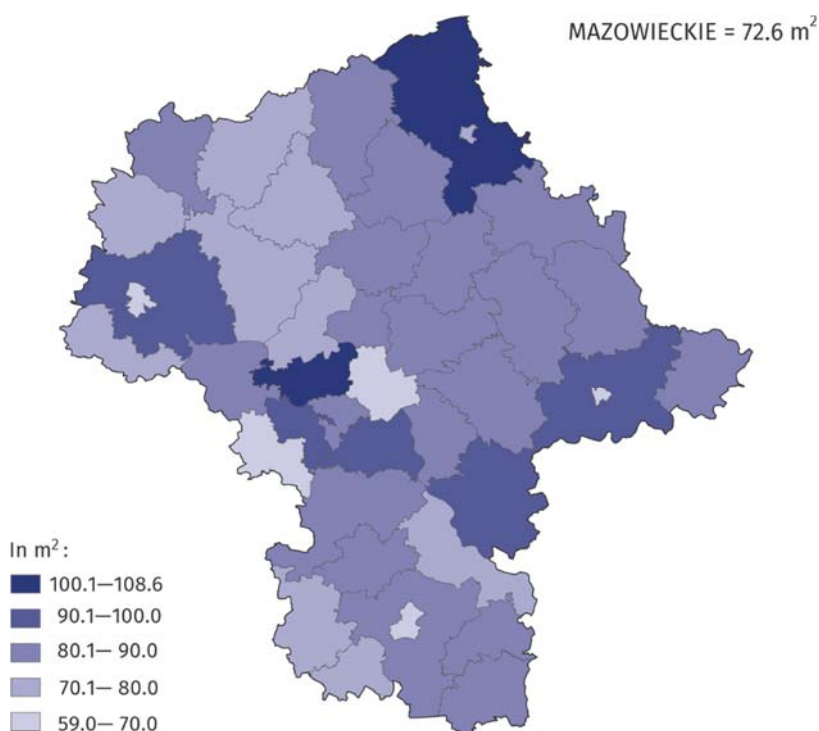 MAZOWIECKIE = 72.6 m²
In m² :
100.1—108.6
90.1—100.0
80.1— 90.0
70.1— 80.0
59.0— 70.0